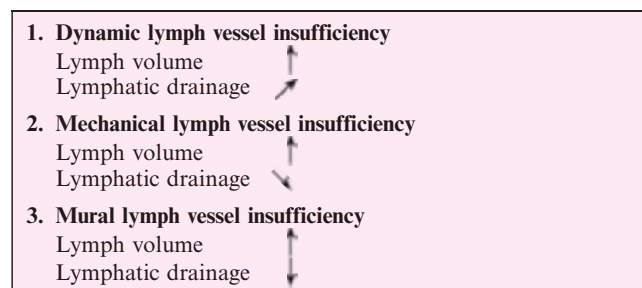 1. Dynamic lymph vessel insufficiency
Lymph volume ↑
Lymphatic drainage ↗
2. Mechanical lymph vessel insufficiency
Lymph volume ↑
Lymphatic drainage ↘
3. Mural lymph vessel insufficiency
Lymph volume ↑
Lymphatic drainage ↓